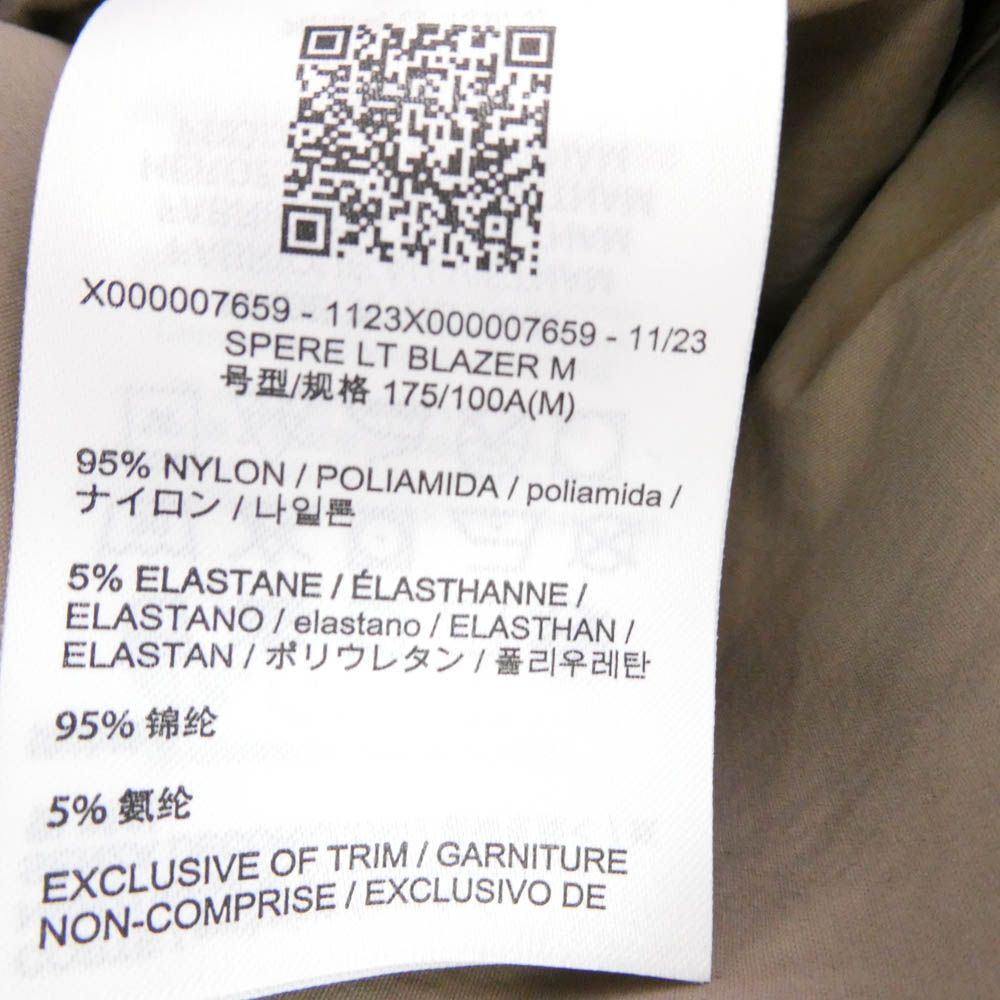 X000007659 - 1123X000007659 - 11/23
SPERE LT BLAZER M
号型/规格 175/100A(M)
95% NYLON / POLIAMIDA / poliamida /
ナイロン / 나일론
5% ELASTANE / ÉLASTHANNE /
ELASTANO / elastano / ELASTHAN /
ELASTAN / ポリウレタン / 폴리우레탄
95% 锦纶
5% 氨纶
EXCLUSIVE OF TRIM / GARNITURE
NON-COMPRISE / EXCLUSIVO DE